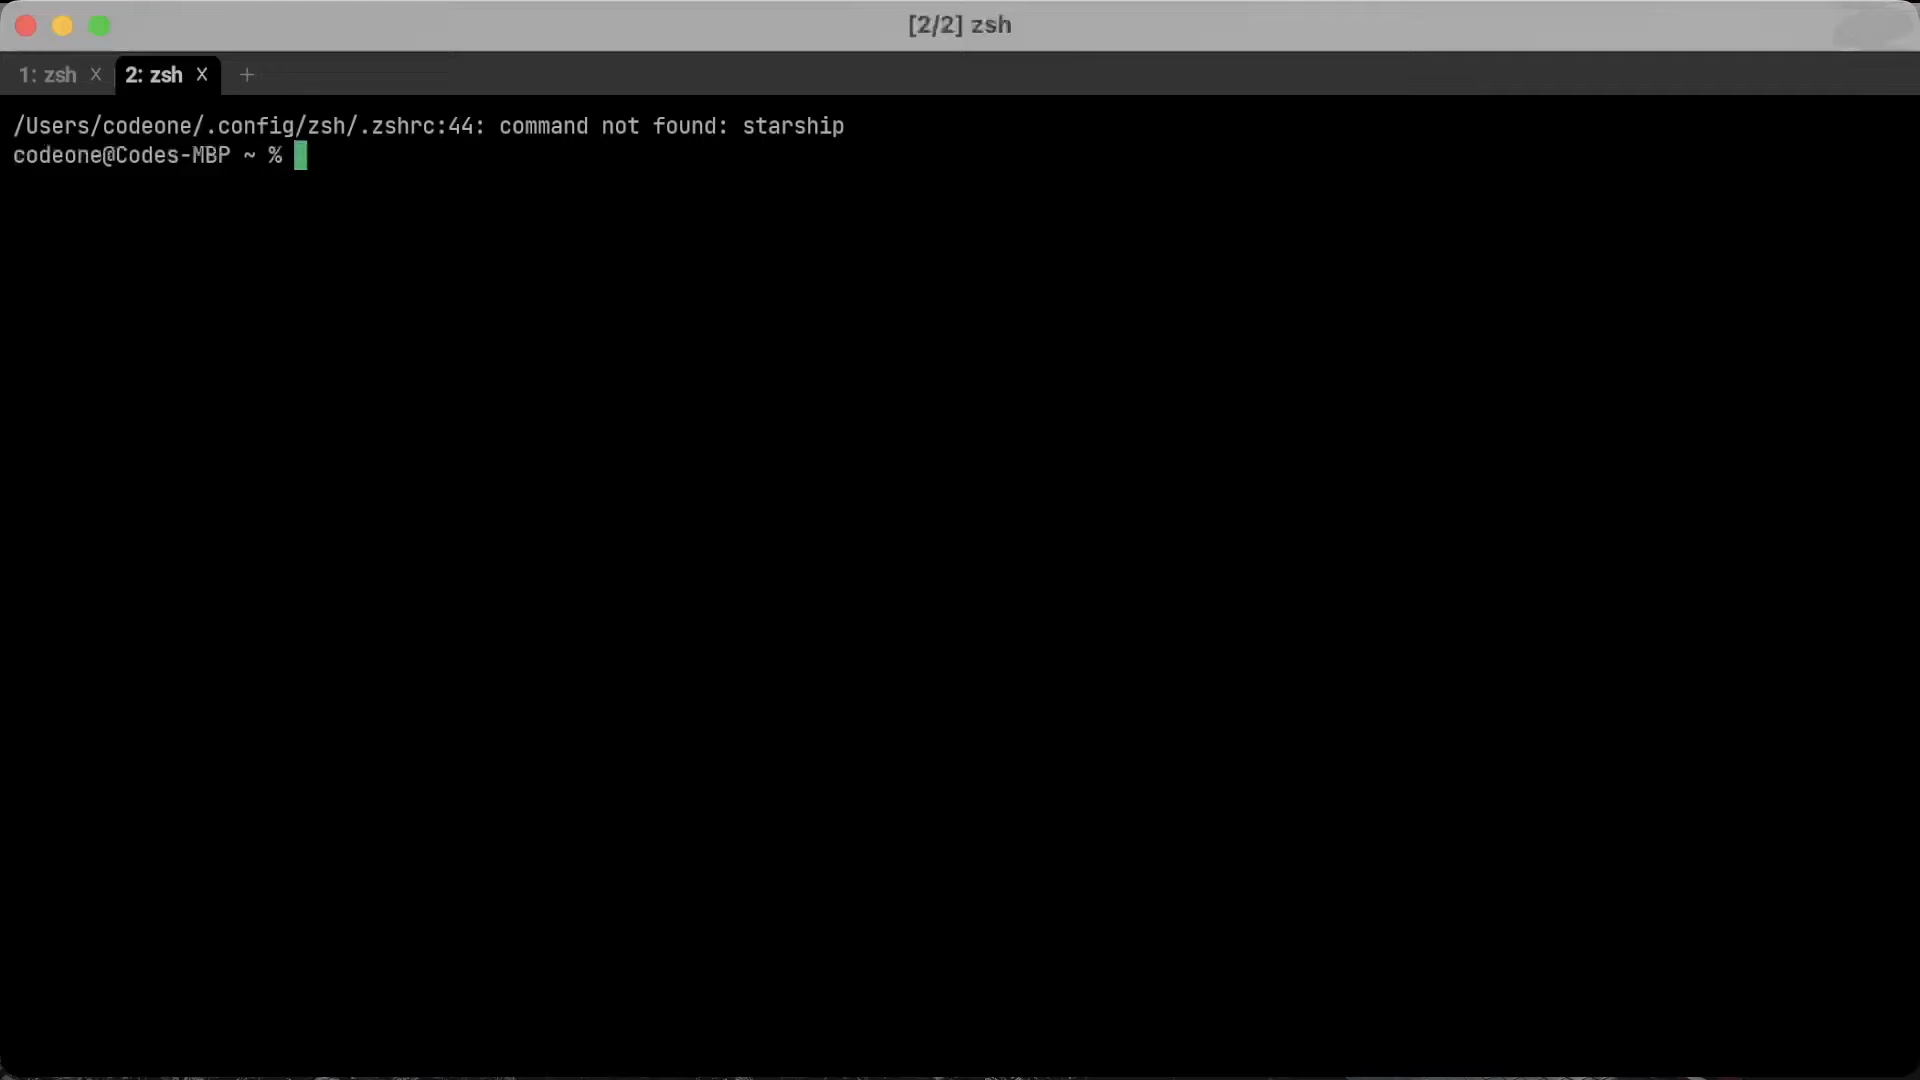 [2/2] zsh
1: zsh X 2: zsh X +
/Users/codeone/.config/zsh/.zshrc:44: command not found: starship
codeone@Codes-MBP ~ %